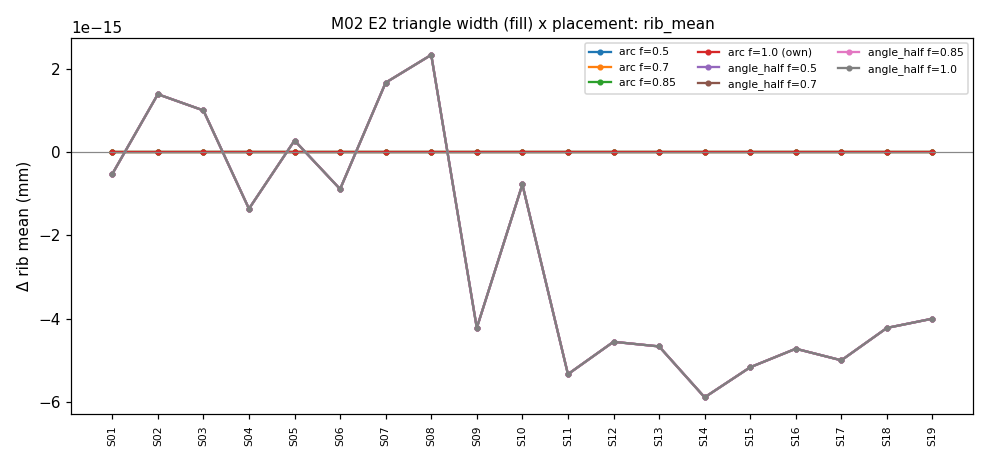 M02 E2 triangle width (fill) x placement: rib_mean
1e−15
arc f=0.5
arc f=0.7
arc f=0.85
arc f=1.0 (own)
angle_half f=0.5
angle_half f=0.7
angle_half f=0.85
angle_half f=1.0
Δ rib mean (mm)
2
0
−2
−4
−6
S01 S02 S03 S04 S05 S06 S07 S08 S09 S10 S11 S12 S13 S14 S15 S16 S17 S18 S19